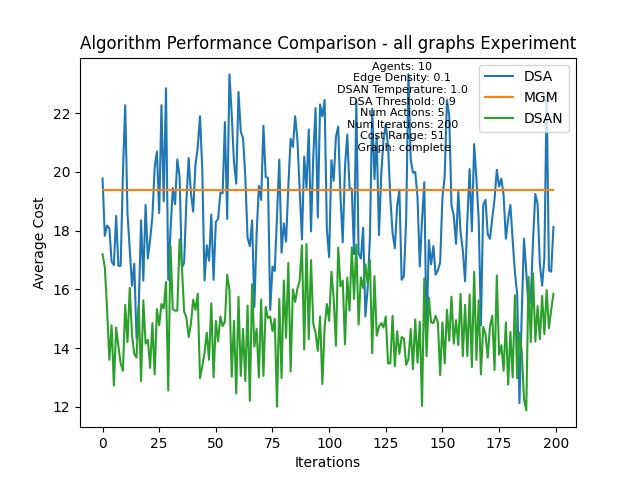 Algorithm Performance Comparison - all graphs Experiment
Agents: 10
Edge Density: 0.1
DSAN Temperature: 1.0
DSA Threshold: 0.9
Num Actions: 5
Num Iterations: 200
Cost Range: 51
Graph: complete
DSA
MGM
DSAN
Average Cost
22
20
18
16
14
12
0
25
50
75
100
125
150
175
200
Iterations